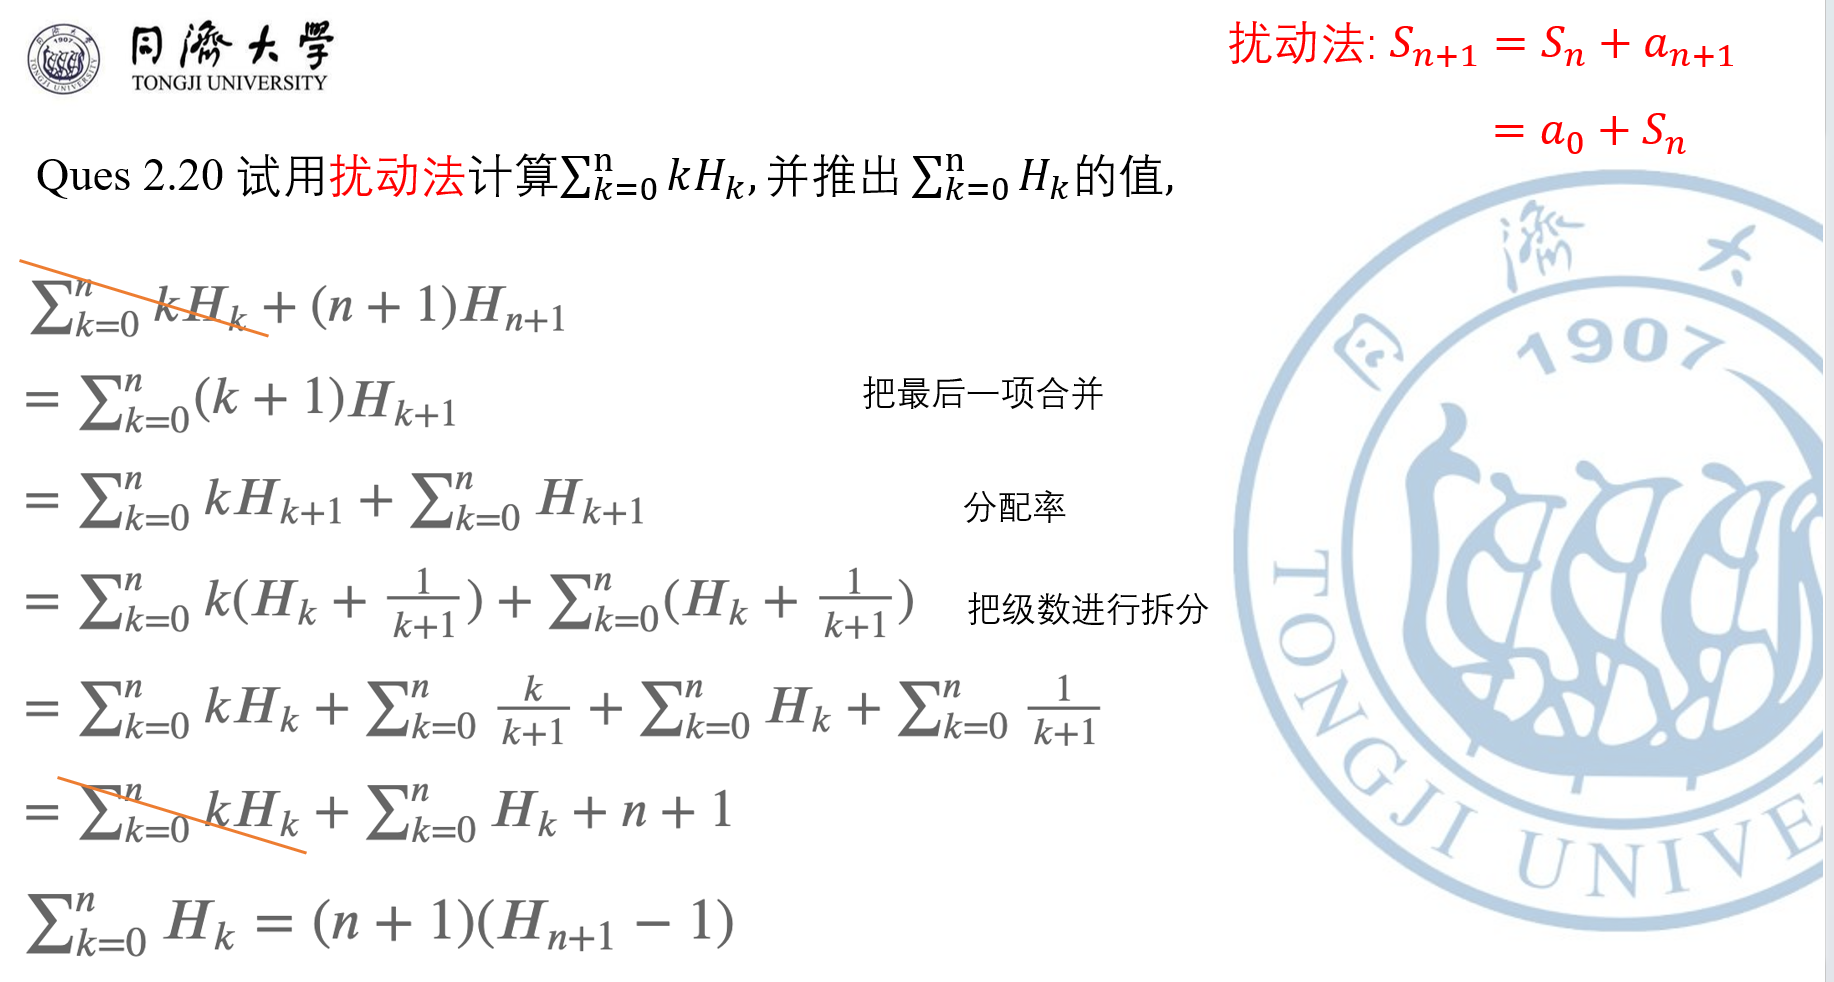 同濟大學
TONGJI UNIVERSITY
扰动法: $S_{n+1} = S_n + a_{n+1}$
$= a_0 + S_n$
Ques 2.20 试用扰动法计算$\sum_{k=0}^{n} kH_k$, 并推出 $\sum_{k=0}^{n} H_k$的值,
$\sum_{k=0}^{n} kH_k + (n+1)H_{n+1}$
$= \sum_{k=0}^{n} (k+1)H_{k+1}$ 把最后一项合并
$= \sum_{k=0}^{n} kH_{k+1} + \sum_{k=0}^{n} H_{k+1}$ 分配率
$= \sum_{k=0}^{n} k(H_k + \frac{1}{k+1}) + \sum_{k=0}^{n} (H_k + \frac{1}{k+1})$ 把级数进行拆分
$= \sum_{k=0}^{n} kH_k + \sum_{k=0}^{n} \frac{k}{k+1} + \sum_{k=0}^{n} H_k + \sum_{k=0}^{n} \frac{1}{k+1}$
$= \sum_{k=0}^{n} kH_k + \sum_{k=0}^{n} H_k + n + 1$
$\sum_{k=0}^{n} H_k = (n+1)(H_{n+1} - 1)$
同濟大
1907
TONGJI UNIVE